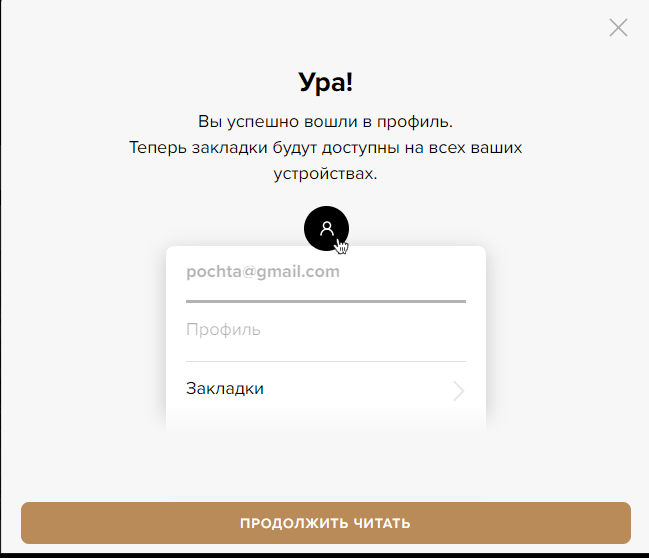 Ура!
Вы успешно вошли в профиль.
Теперь закладки будут доступны на всех ваших
устройствах.
pochta@gmail.com
Профиль
Закладки
ПРОДОЛЖИТЬ ЧИТАТЬ